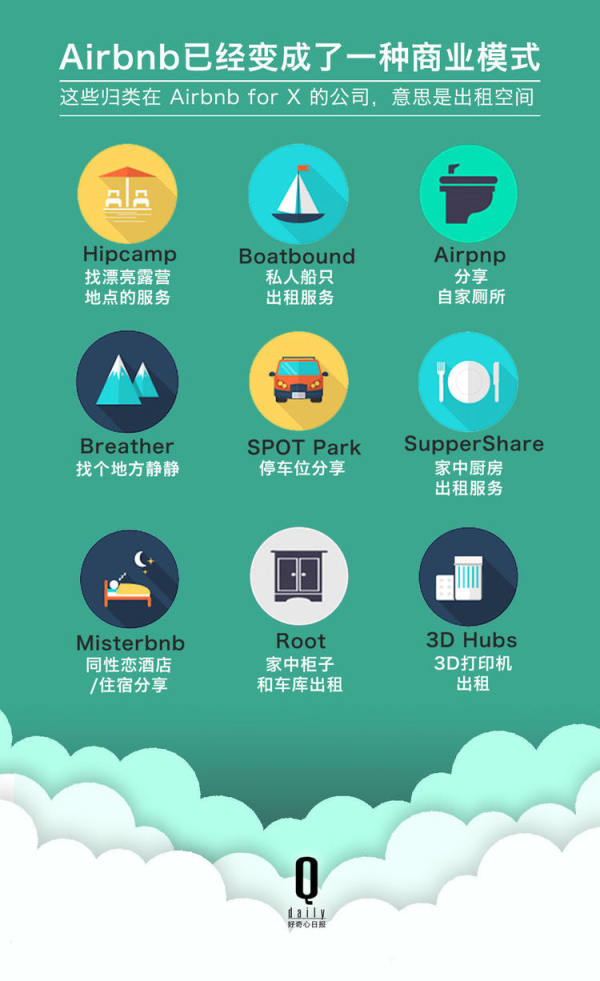 Airbnb已经变成了一种商业模式
这些归类在 Airbnb for X 的公司，意思是出租空间
Hipcamp
找漂亮露营
地点的服务
Boatbound
私人船只
出租服务
Airpnp
分享
自家厕所
Breather
找个地方静静
SPOT Park
停车位分享
SupperShare
家中厨房
出租服务
Misterbnb
同性恋酒店
/住宿分享
Root
家中柜子
和车库出租
3D Hubs
3D打印机
出租
Q
daily
好奇心日报